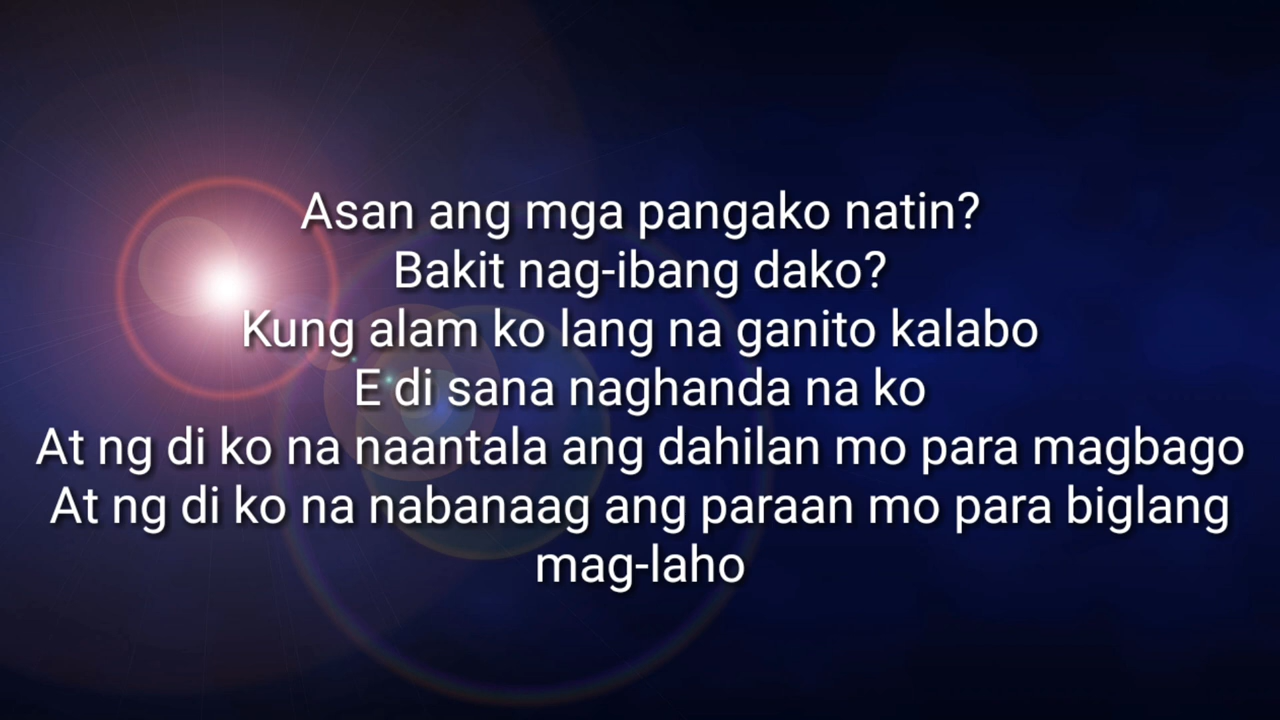 Asan ang mga pangako natin?
Bakit nag-ibang dako?
Kung alam ko lang na ganito kalabo
E di sana naghanda na ko
At ng di ko na naantala ang dahilan mo para magbago
At ng di ko na nabanaag ang paraan mo para biglang
mag-laho